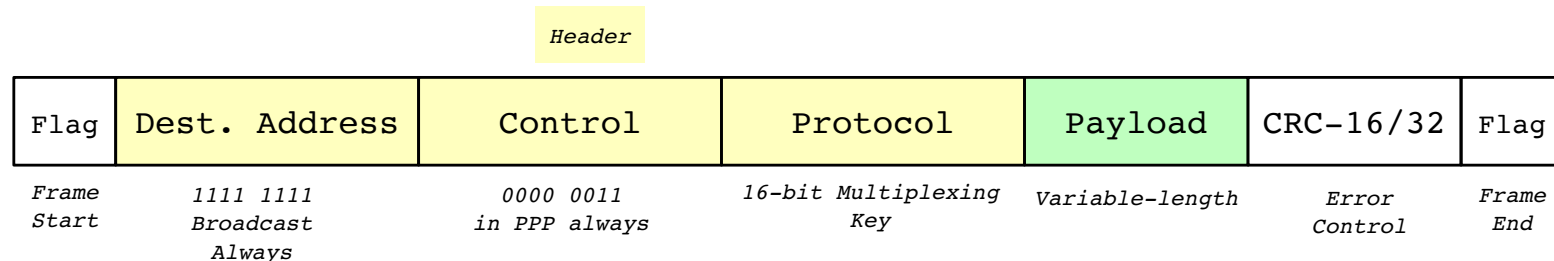 Header
Flag Dest. Address Control Protocol Payload CRC-16/32 Flag
Frame Start
1111 1111 Broadcast Always
0000 0011 in PPP always
16-bit Multiplexing Key
Variable-length
Error Control
Frame End